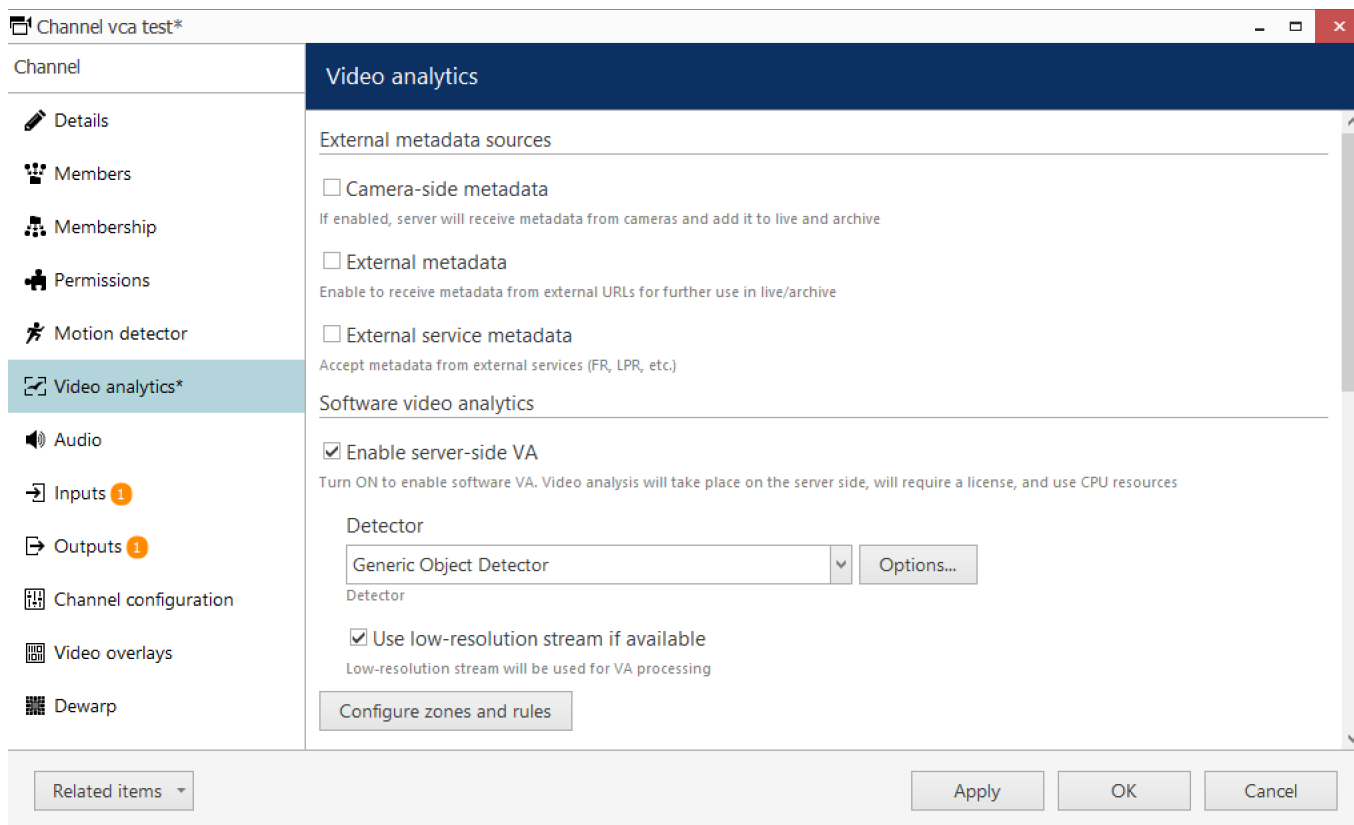 Channel vca test*
Channel
Video analytics
Details
Members
Membership
Permissions
Motion detector
Video analytics*
Audio
Inputs 1
Outputs 1
Channel configuration
Video overlays
Dewarp
External metadata sources
Camera-side metadata
If enabled, server will receive metadata from cameras and add it to live and archive
External metadata
Enable to receive metadata from external URLs for further use in live/archive
External service metadata
Accept metadata from external services (FR, LPR, etc.)
Software video analytics
Enable server-side VA
Turn ON to enable software VA. Video analysis will take place on the server side, will require a license, and use CPU resources
Detector
Generic Object Detector
Options...
Detector
Use low-resolution stream if available
Low-resolution stream will be used for VA processing
Configure zones and rules
Related items
Apply
OK
Cancel